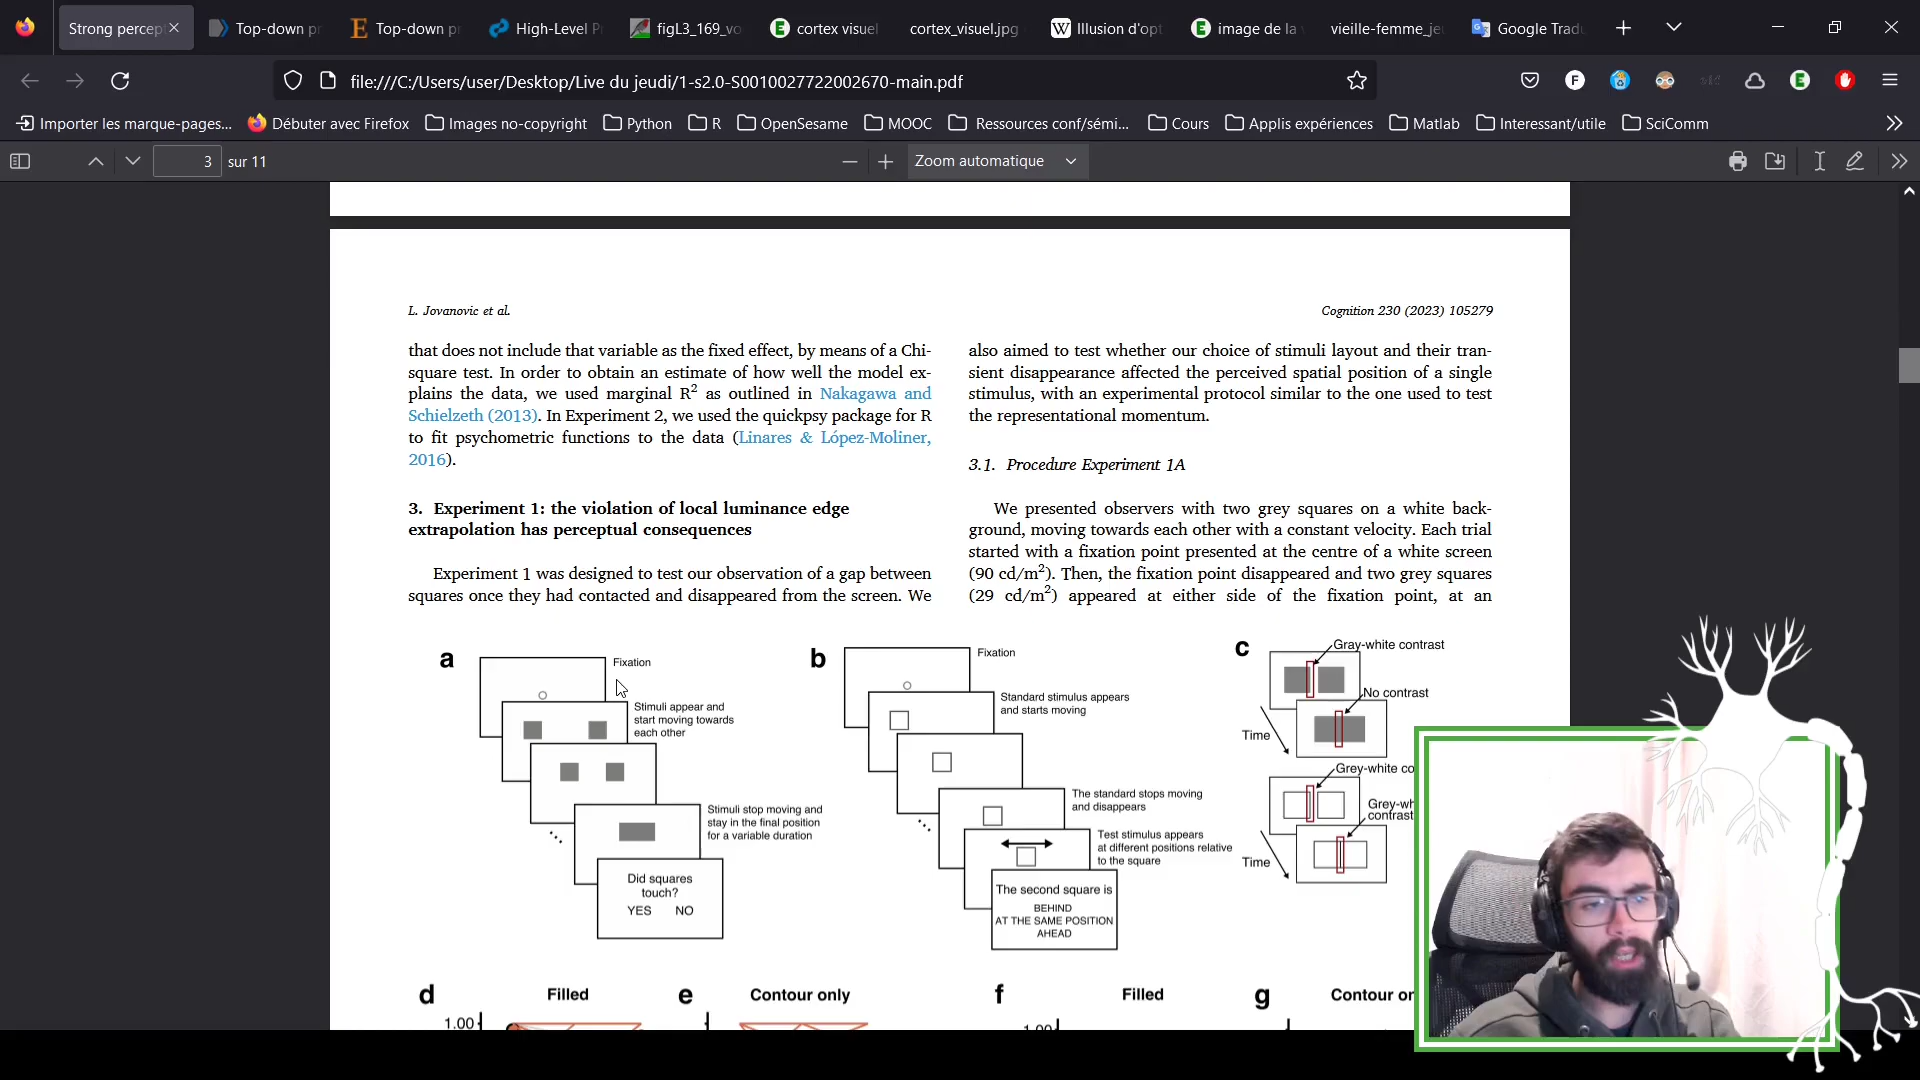 Strong percep
Top-down pr
Top-down pr
High-Level P
figL3_169_vo
cortex visuel
cortex_visuel.jpg
Illusion d'opt
image de la v
vieille-femme_je
Google Tradu
file:///C:/Users/user/Desktop/Live du jeudi/1-s2.0-S0010027722002670-main.pdf
Importer les marque-pages...
Débuter avec Firefox
Images no-copyright
Python
R
OpenSesame
MOOC
Ressources conf/sémi...
Cours
Applis expériences
Matlab
Interessant/utile
SciComm
3 sur 11
Zoom automatique
L. Jovanovic et al.
Cognition 230 (2023) 105279
that does not include that variable as the fixed effect, by means of a Chi-
square test. In order to obtain an estimate of how well the model ex-
plains the data, we used marginal R2 as outlined in Nakagawa and
Schielzeth (2013). In Experiment 2, we used the quickpsy package for R
to fit psychometric functions to the data (Linares & López-Moliner,
2016).
3. Experiment 1: the violation of local luminance edge
extrapolation has perceptual consequences
Experiment 1 was designed to test our observation of a gap between
squares once they had contacted and disappeared from the screen. We
also aimed to test whether our choice of stimuli layout and their tran-
sient disappearance affected the perceived spatial position of a single
stimulus, with an experimental protocol similar to the one used to test
the representational momentum.
3.1. Procedure Experiment 1A
We presented observers with two grey squares on a white back-
ground, moving towards each other with a constant velocity. Each trial
started with a fixation point presented at the centre of a white screen
(90 cd/m2). Then, the fixation point disappeared and two grey squares
(29 cd/m2) appeared at either side of the fixation point, at an
a
Fixation
Stimuli appear and
start moving towards
each other
Stimuli stop moving and
stay in the final position
for a variable duration
Did squares
touch?
YES NO
b
Fixation
Standard stimulus appears
and starts moving
The standard stops moving
and disappears
Test stimulus appears
at different positions relative
to the square
The second square is
BEHIND
AT THE SAME POSITION
AHEAD
c
Gray-white contrast
No contrast
Time
Grey-white co
Grey-wh
contrast
Time
d
Filled
e
Contour only
f
Filled
g
Contour or
1.00
1.00